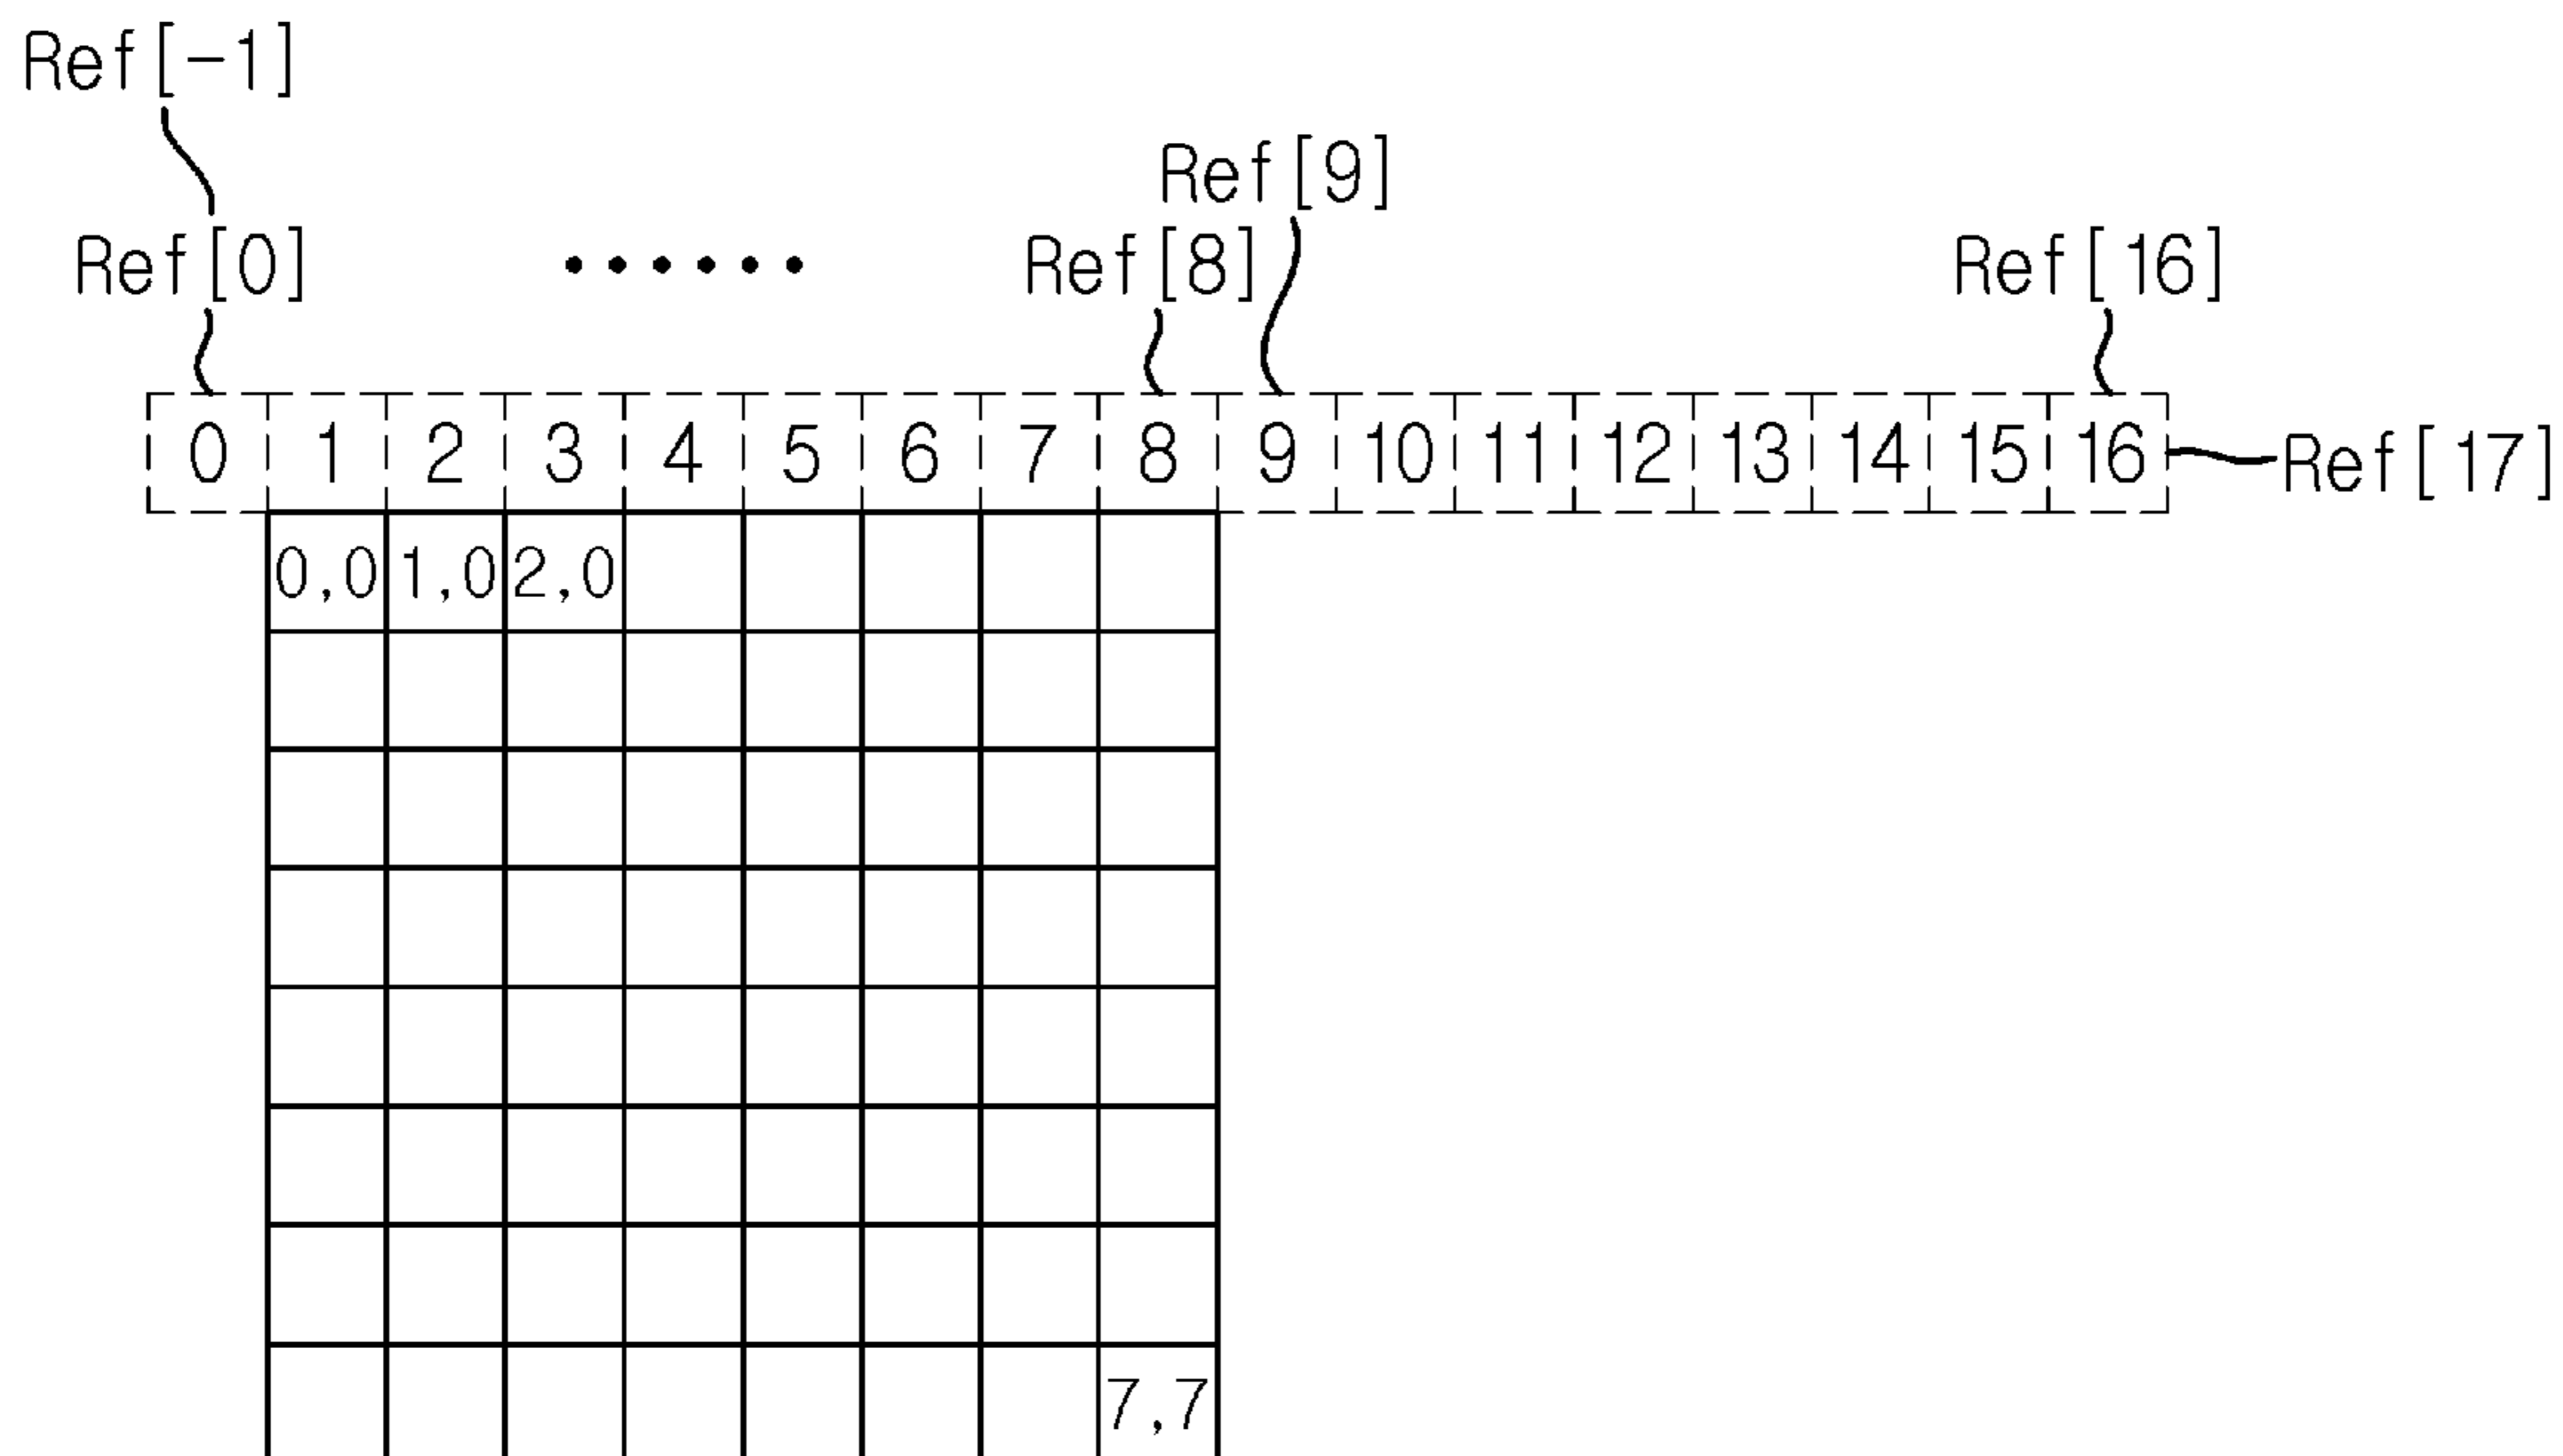 Ref[-1]
Ref[9]
Ref[0] ······ Ref[8] Ref[16]
0 1 2 3 4 5 6 7 8 9 10 11 12 13 14 15 16 Ref[17]
0,0 1,0 2,0
7,7